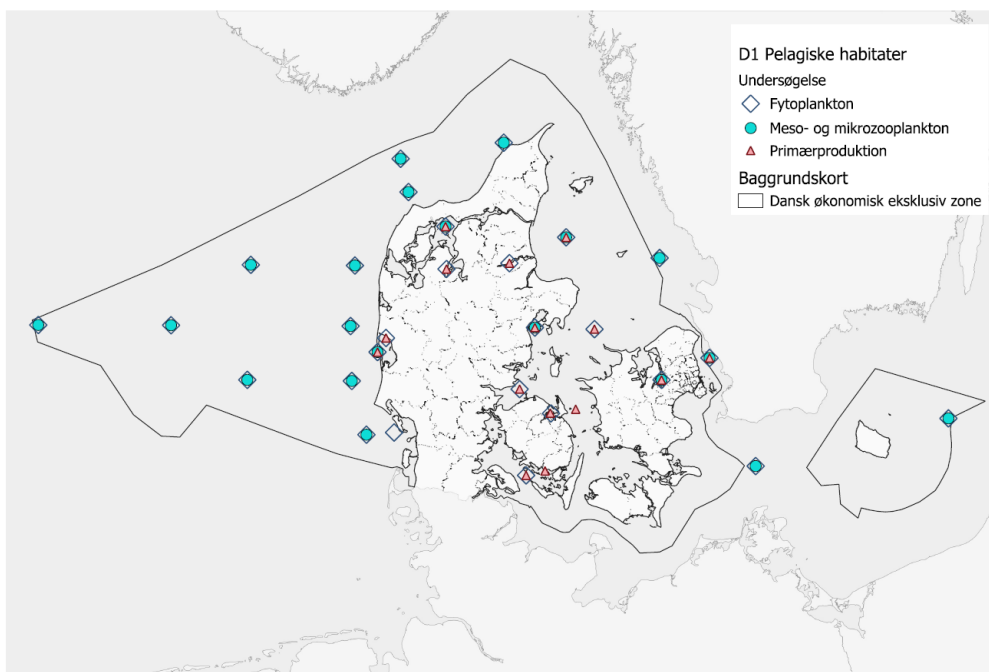 D1 Pelagiske habitater
Undersøgelse
Fytoplankton
Meso- og mikrozooplankton
Primærproduktion
Baggrundskort
Dansk økonomisk eksklusiv zone